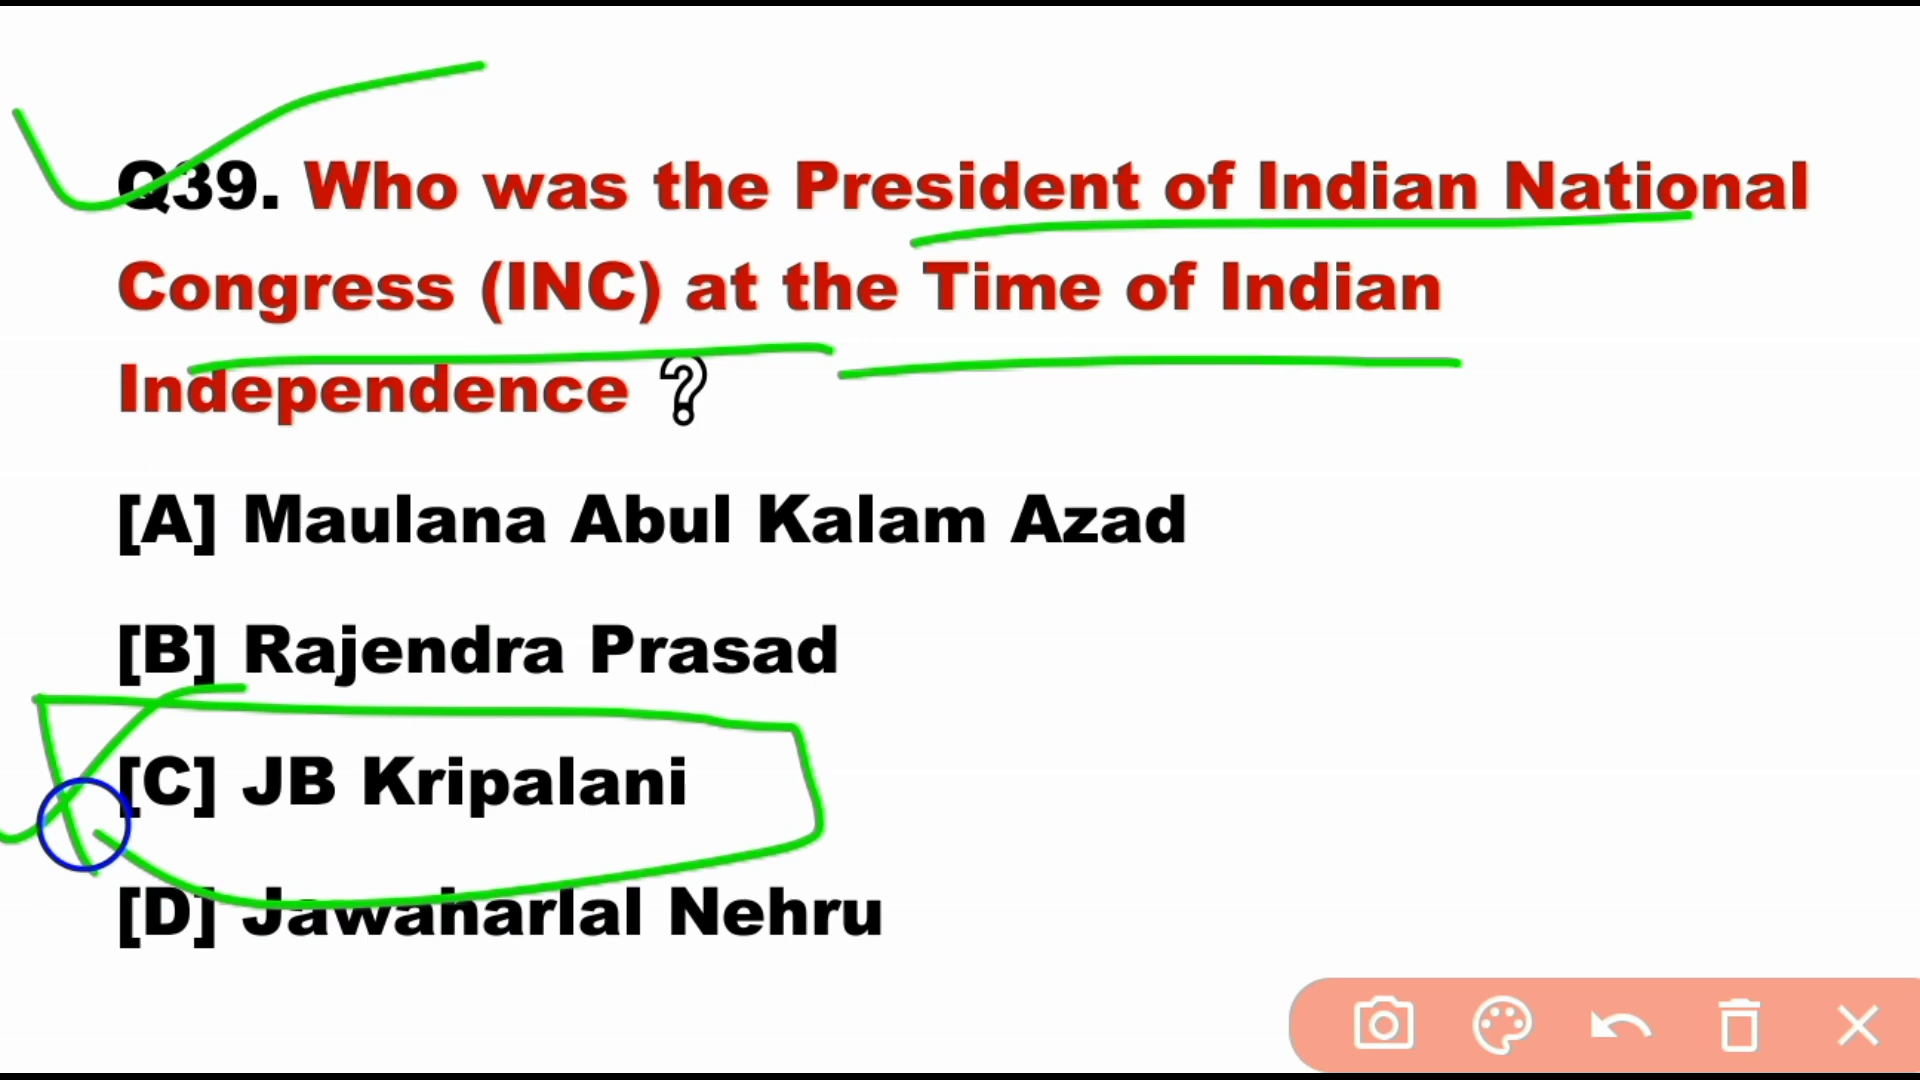 Q39. Who was the President of Indian National
Congress (INC) at the Time of Indian
Independence ?
[A] Maulana Abul Kalam Azad
[B] Rajendra Prasad
[C] JB Kripalani
[D] Jawaharlal Nehru